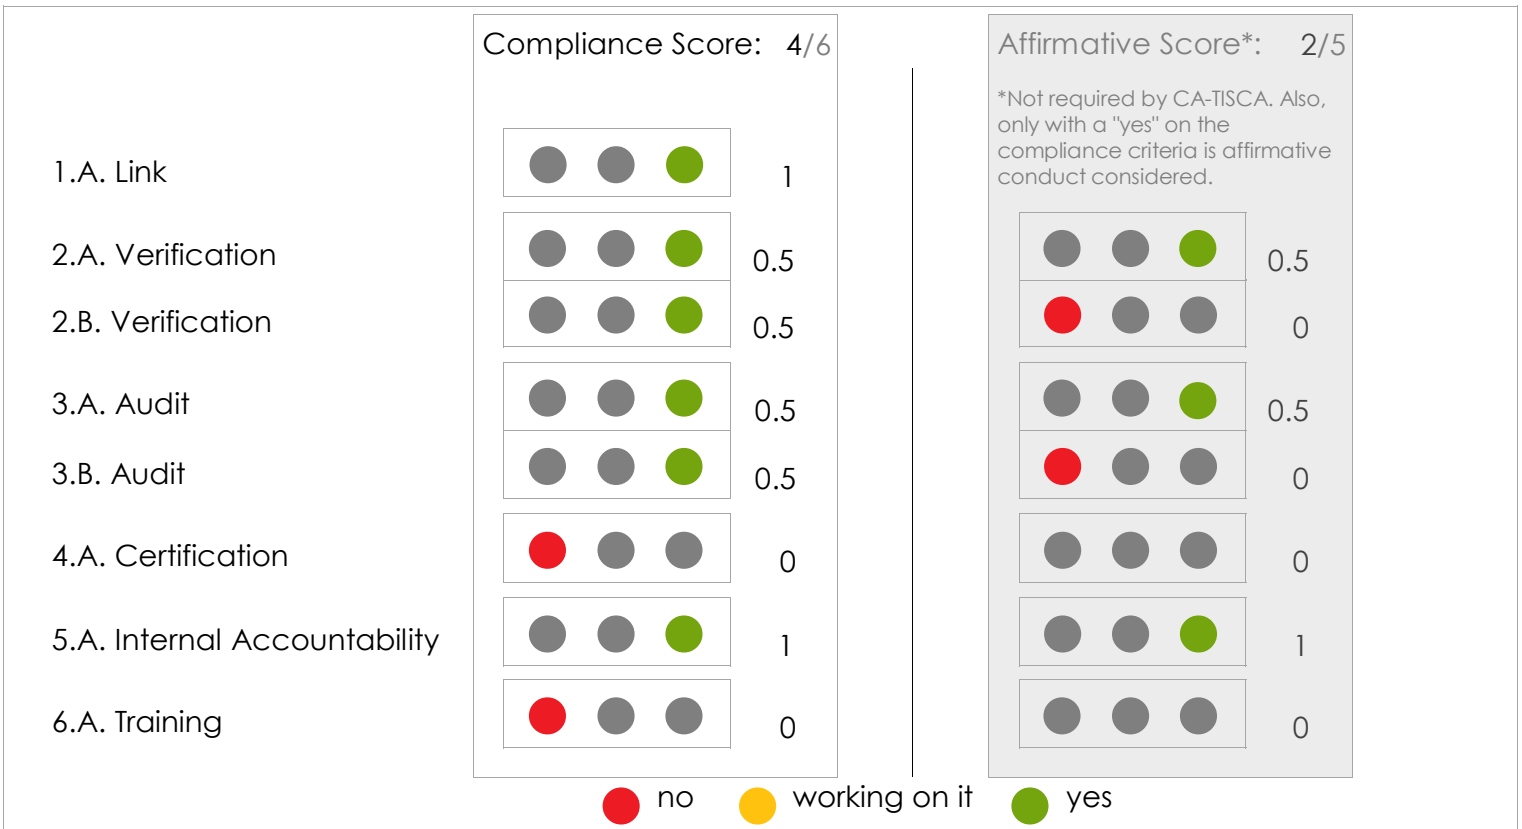 Compliance Score: 4/6
Affirmative Score*: 2/5
*Not required by CA-TISCA. Also,
only with a "yes" on the
compliance criteria is affirmative
conduct considered.
1.A. Link 1
2.A. Verification 0.5 0.5
2.B. Verification 0.5 0
3.A. Audit 0.5 0.5
3.B. Audit 0.5 0
4.A. Certification 0 0
5.A. Internal Accountability 1 1
6.A. Training 0 0
no working on it yes